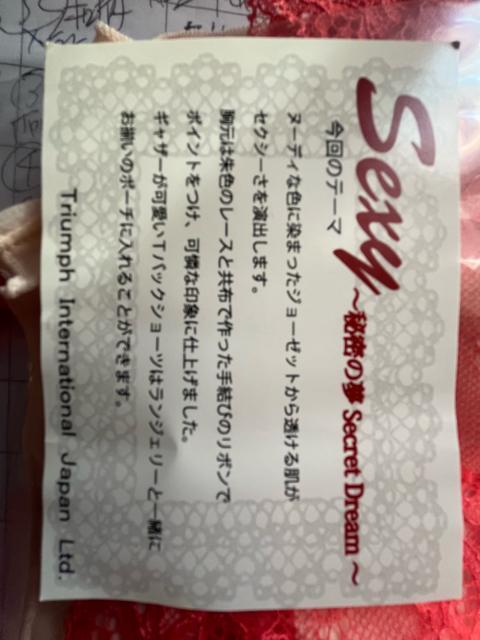 Sexy ～秘密の夢 Secret Dream～
今回のテーマ
ヌーディな色に染まったジョーゼットから透ける肌が
セクシーさを演出します。
胸元は朱色のレースと共布で作った手結びのリボンで
ポイントをつけ、可憐な印象に仕上げました。
ギャザーが可愛いTバックショーツはランジェリーと一緒に
お揃いのポーチに入れることができます。
Triumph International Japan Ltd.